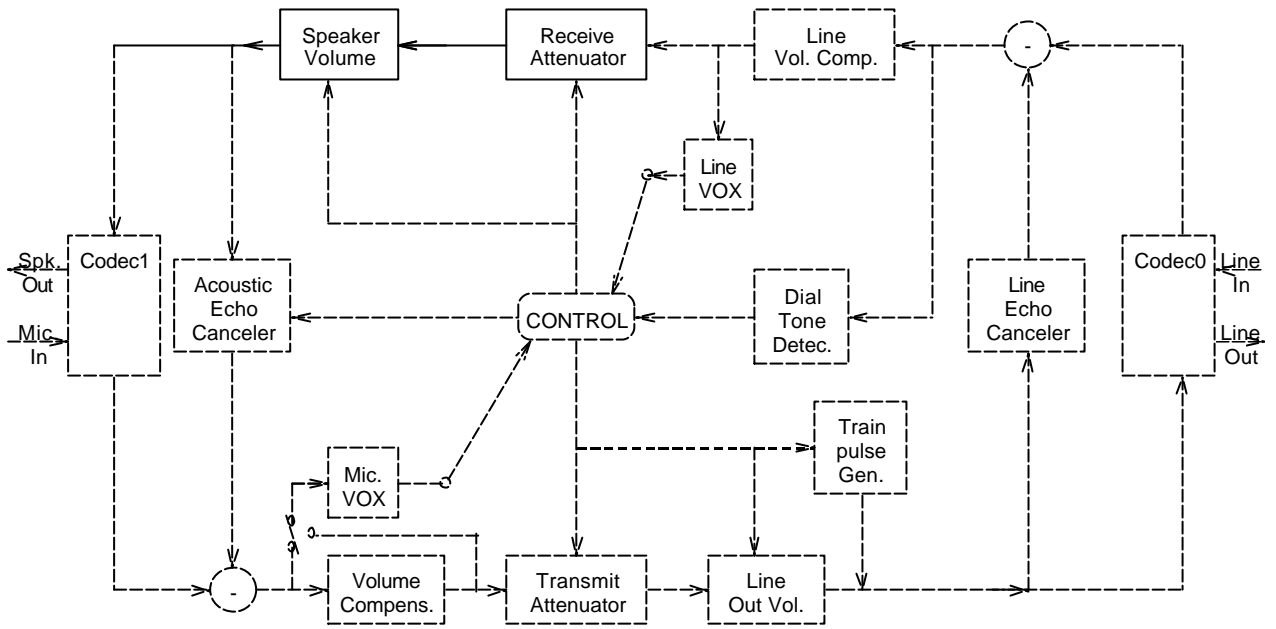 Speaker
Volume
Receive
Attenuator
Line
Vol. Comp.
-
Line
VOX
Spk.
Out
Mic
In
Codec1
Acoustic
Echo
Canceler
CONTROL
Dial
Tone
Detec.
Line
Echo
Canceler
Codec0
Line
In
Line
Out
Train
pulse
Gen.
Mic.
VOX
-
Volume
Compens.
Transmit
Attenuator
Line
Out Vol.